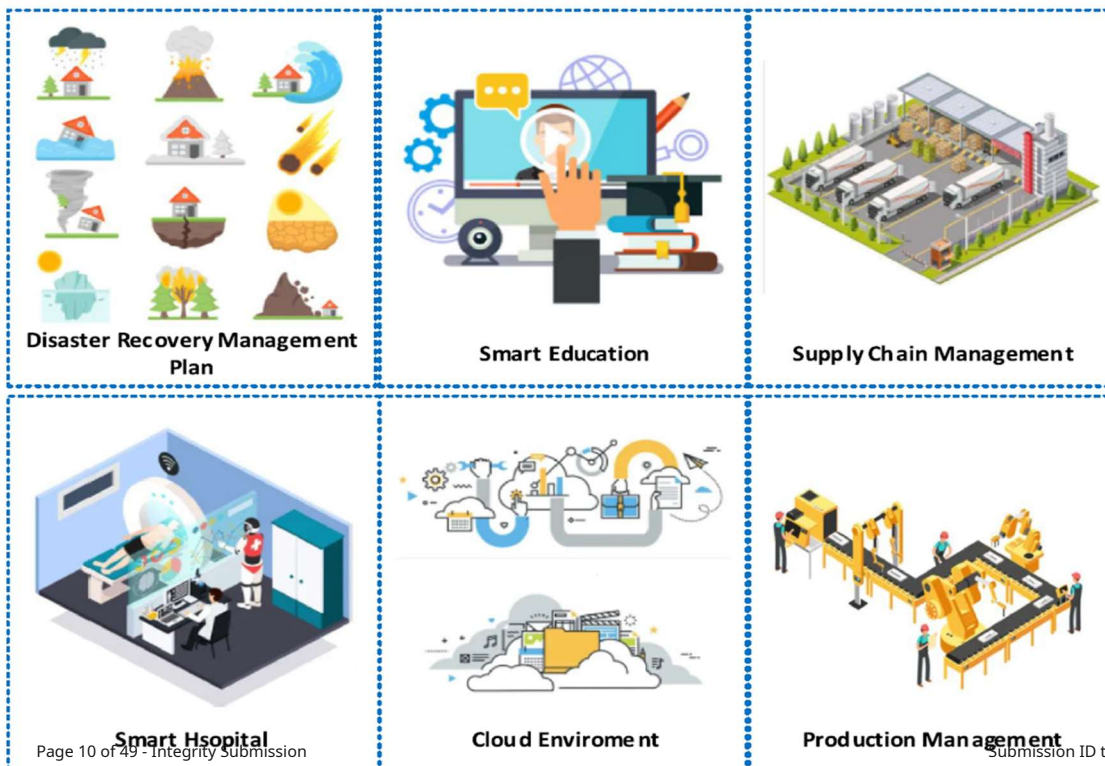 Disaster Recovery Management
Plan
Smart Education
Supply Chain Management
Smart Hsopital
Cloud Enviroment
Production Management
Page 10 of 49 - Integrity Submission
Submission ID t